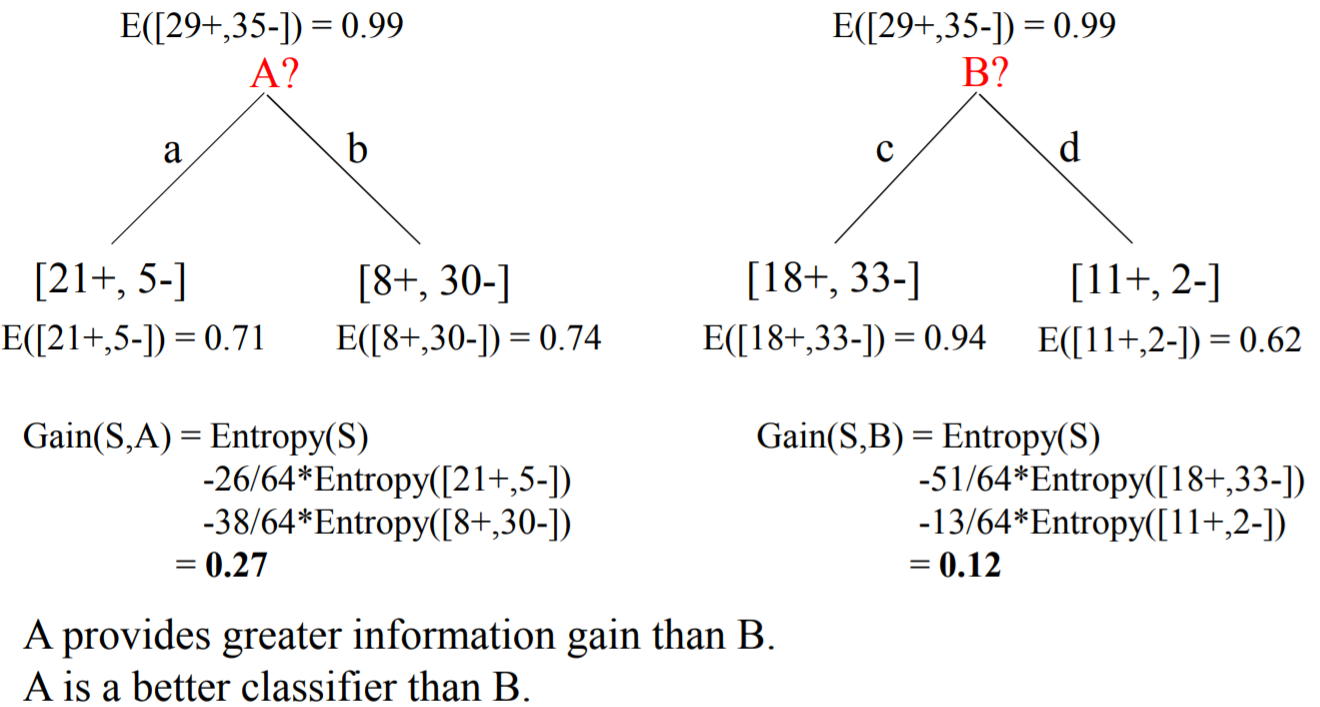 E([29+,35-]) = 0.99
A?
a
b
[21+, 5-]
[8+, 30-]
E([21+,5-]) = 0.71
E([8+,30-]) = 0.74
Gain(S,A) = Entropy(S)
-26/64*Entropy([21+,5-])
-38/64*Entropy([8+,30-])
= 0.27
E([29+,35-]) = 0.99
B?
c
d
[18+, 33-]
[11+, 2-]
E([18+,33-]) = 0.94
E([11+,2-]) = 0.62
Gain(S,B) = Entropy(S)
-51/64*Entropy([18+,33-])
-13/64*Entropy([11+,2-])
= 0.12
A provides greater information gain than B.
A is a better classifier than B.